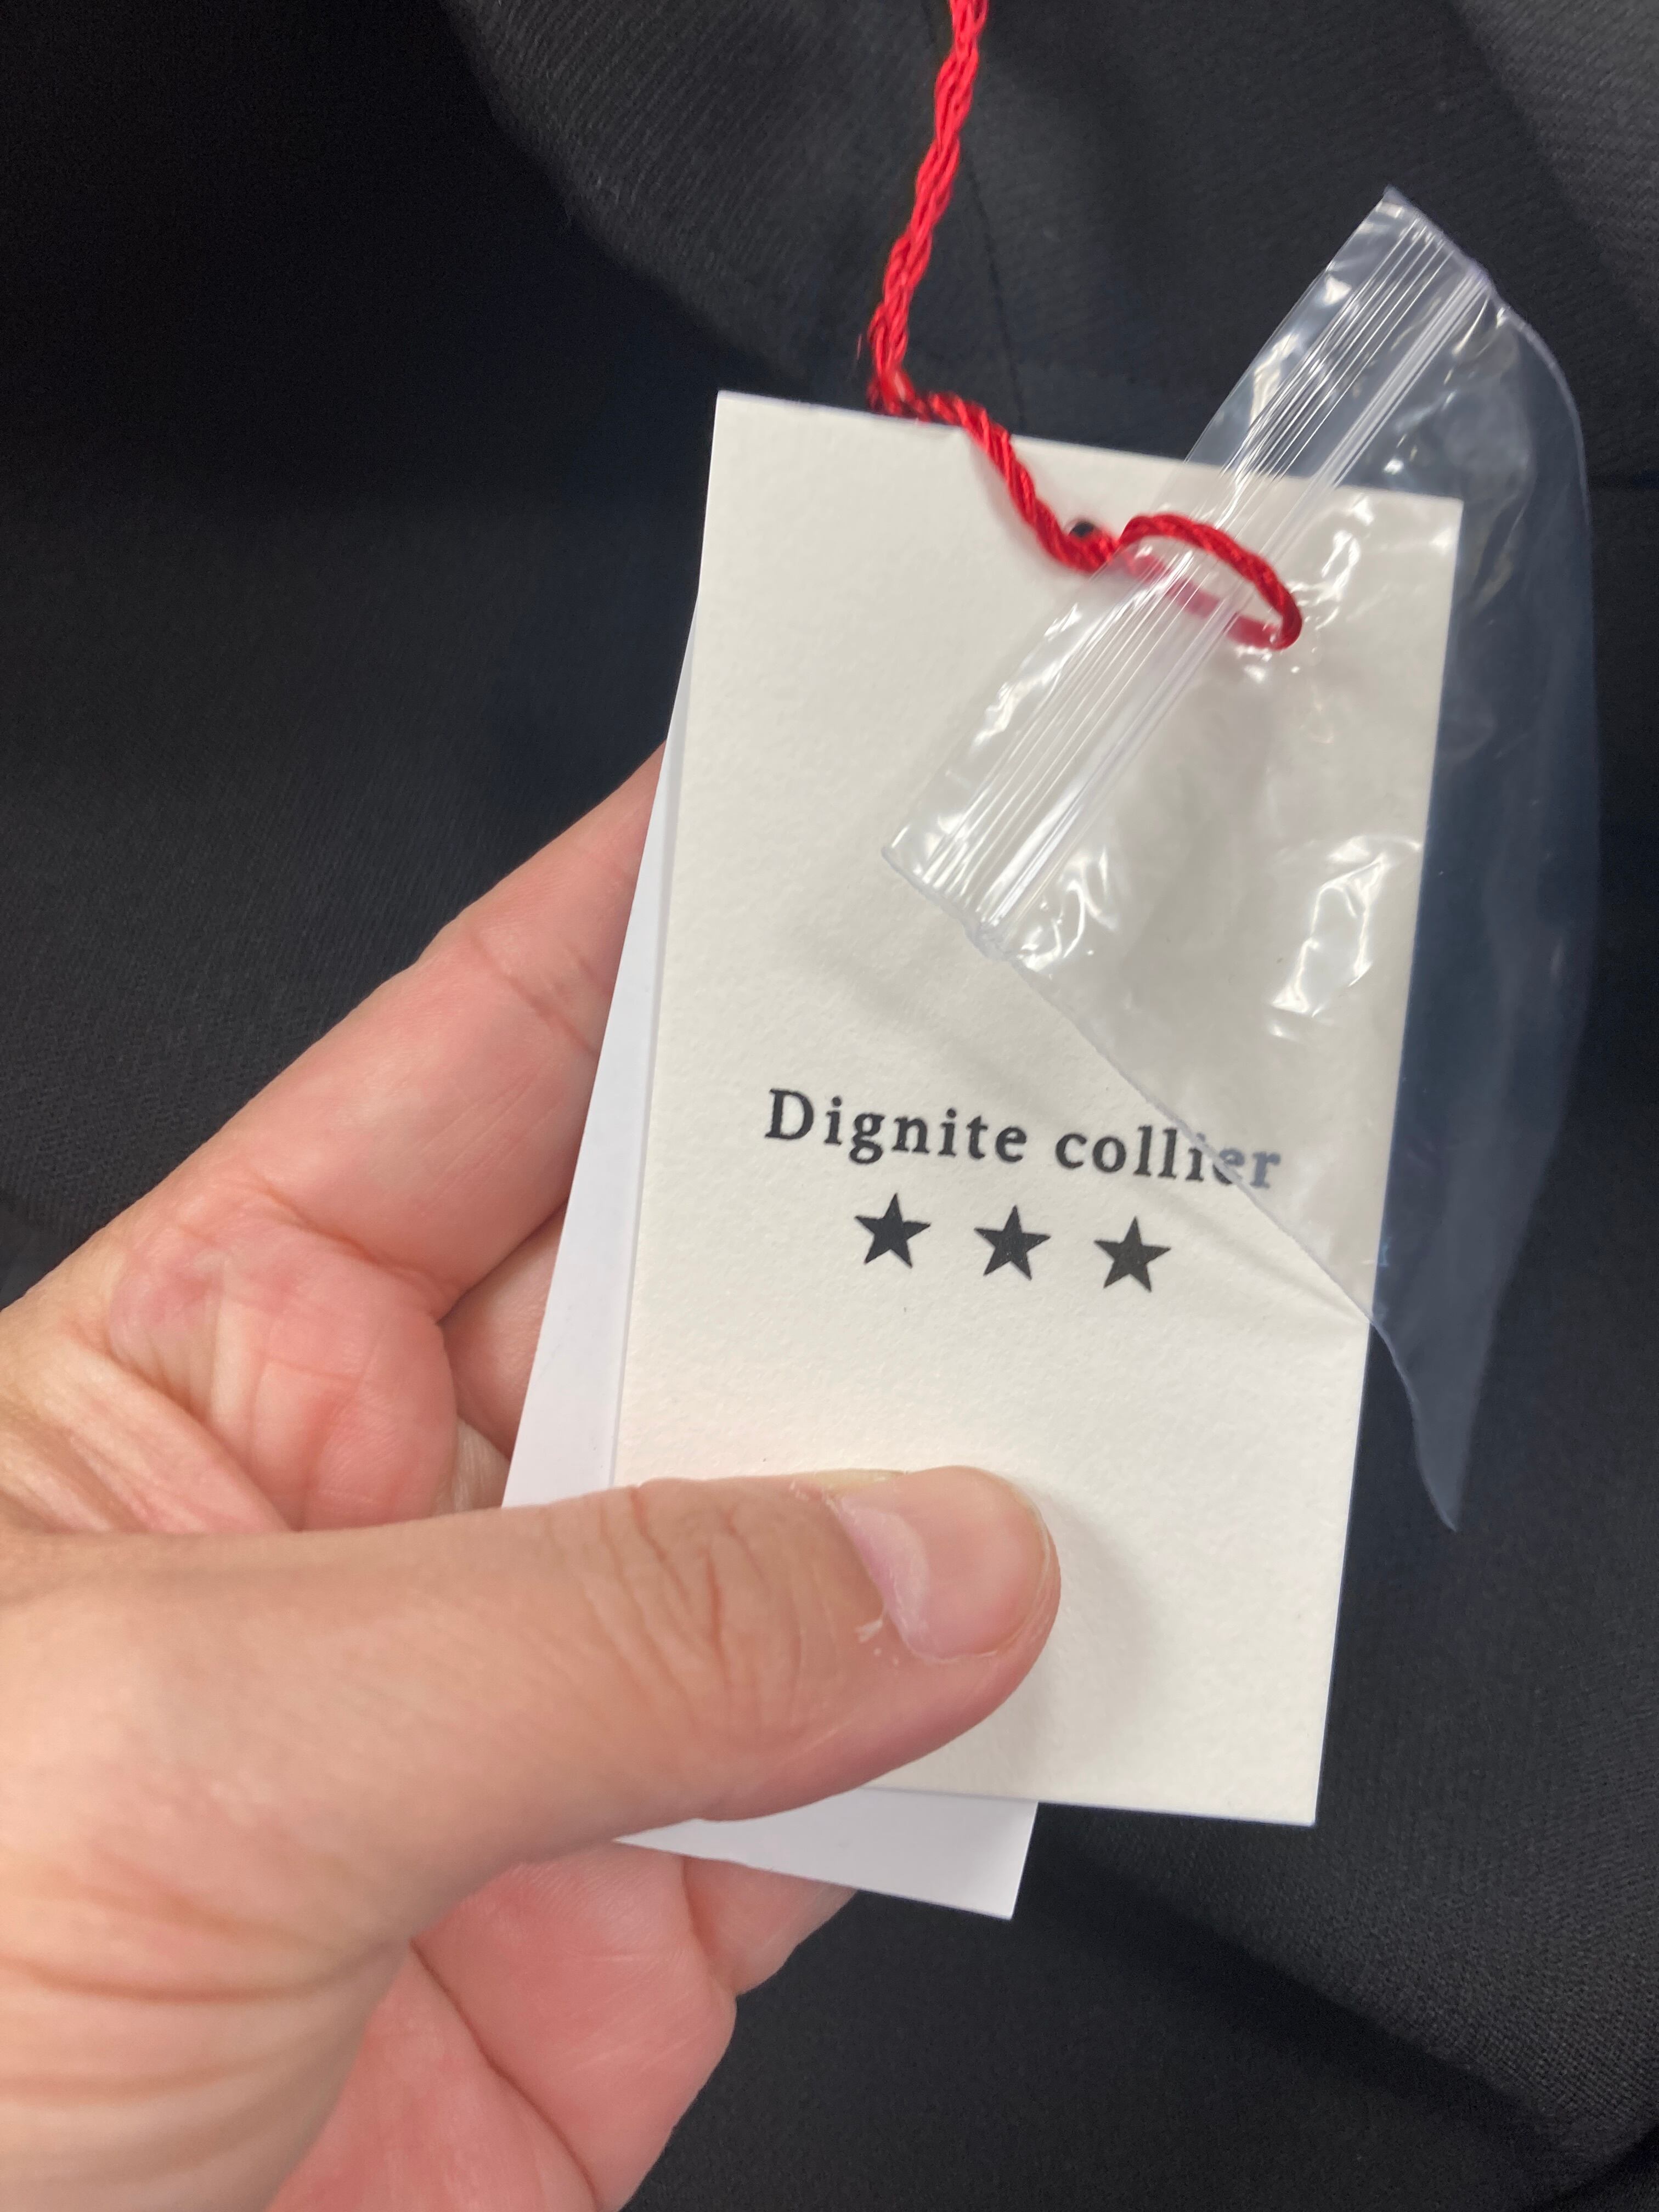 Dignite collier
★ ★ ★